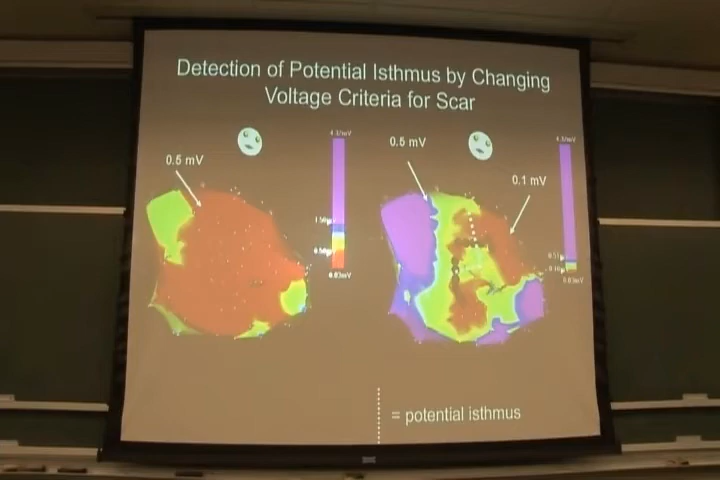 Detection of Potential Isthmus by Changing
Voltage Criteria for Scar
0.5 mV
0.5 mV
0.1 mV
= potential isthmus